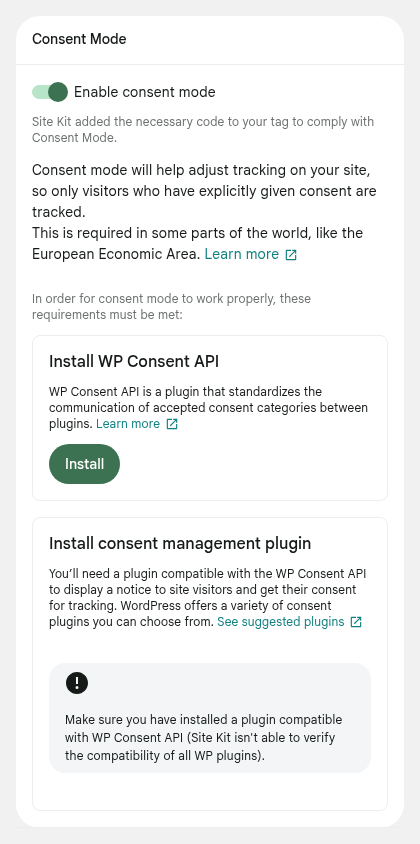 Consent Mode
Enable consent mode
Site Kit added the necessary code to your tag to comply with
Consent Mode.
Consent mode will help adjust tracking on your site,
so only visitors who have explicitly given consent are
tracked.
This is required in some parts of the world, like the
European Economic Area. Learn more
In order for consent mode to work properly, these
requirements must be met:
Install WP Consent API
WP Consent API is a plugin that standardizes the
communication of accepted consent categories between
plugins. Learn more
Install
Install consent management plugin
You’ll need a plugin compatible with the WP Consent API
to display a notice to site visitors and get their consent
for tracking. WordPress offers a variety of consent
plugins you can choose from. See suggested plugins
Make sure you have installed a plugin compatible
with WP Consent API (Site Kit isn't able to verify
the compatibility of all WP plugins).